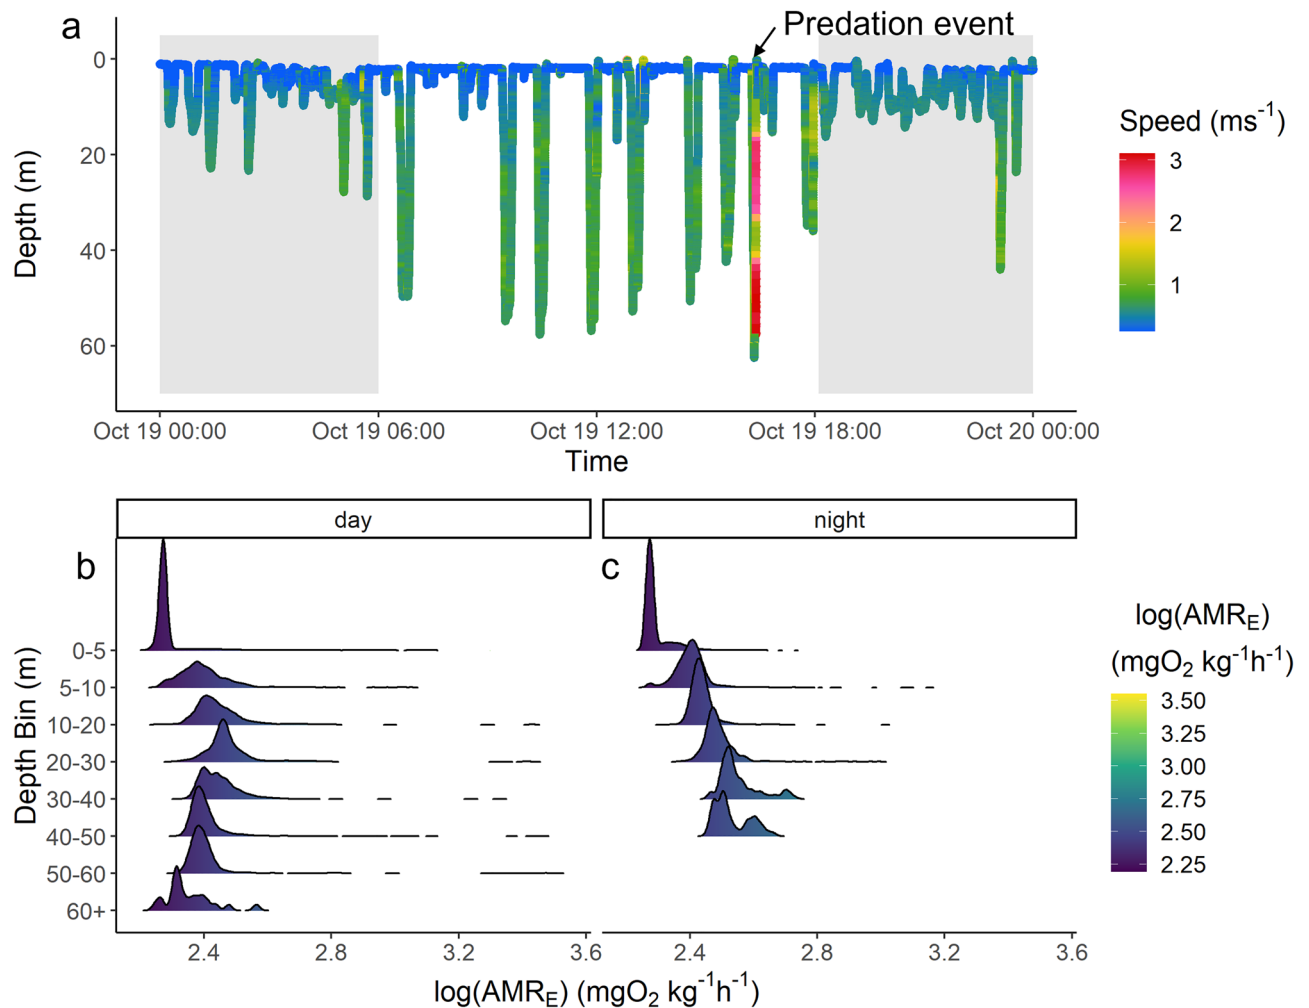 a
Predation event
0
20
40
60
Depth (m)
Oct 19 00:00
Oct 19 06:00
Oct 19 12:00
Oct 19 18:00
Oct 20 00:00
Time
Speed (ms⁻¹)
3
2
1
day
night
b
c
Depth Bin (m)
0-5
5-10
10-20
20-30
30-40
40-50
50-60
60+
2.4
2.8
3.2
3.6
2.4
2.8
3.2
3.6
log(AMR_E) (mgO₂ kg⁻¹h⁻¹)
log(AMR_E)
(mgO₂ kg⁻¹h⁻¹)
3.50
3.25
3.00
2.75
2.50
2.25